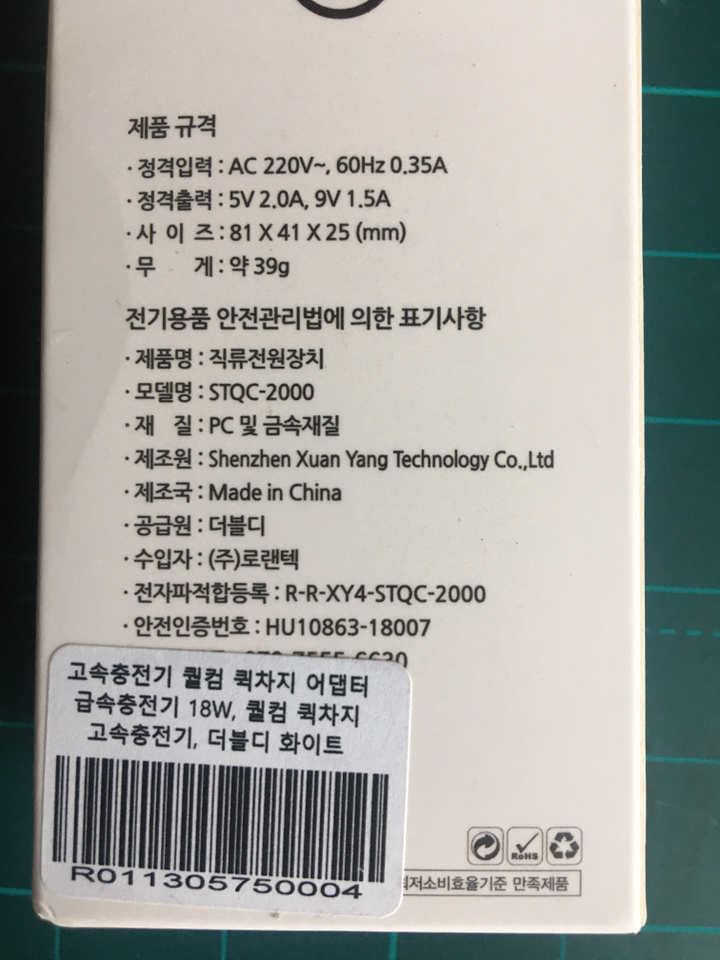 제품 규격
· 정격입력 : AC 220V~, 60Hz 0.35A
· 정격출력 : 5V 2.0A, 9V 1.5A
· 사 이 즈 : 81 X 41 X 25 (mm)
· 무 게 : 약 39g
전기용품 안전관리법에 의한 표기사항
· 제품명 : 직류전원장치
· 모델명 : STQC-2000
· 재 질 : PC 및 금속재질
· 제조원 : Shenzhen Xuan Yang Technology Co.,Ltd
· 제조국 : Made in China
· 공급원 : 더블디
· 수입자 : (주)로랜텍
· 전자파적합등록 : R-R-XY4-STQC-2000
· 안전인증번호 : HU10863-18007
고속충전기 퀄컴 퀵차지 어댑터
급속충전기 18W, 퀄컴 퀵차지
고속충전기, 더블디 화이트
R011305750004
RoHS
최저소비효율기준 만족제품